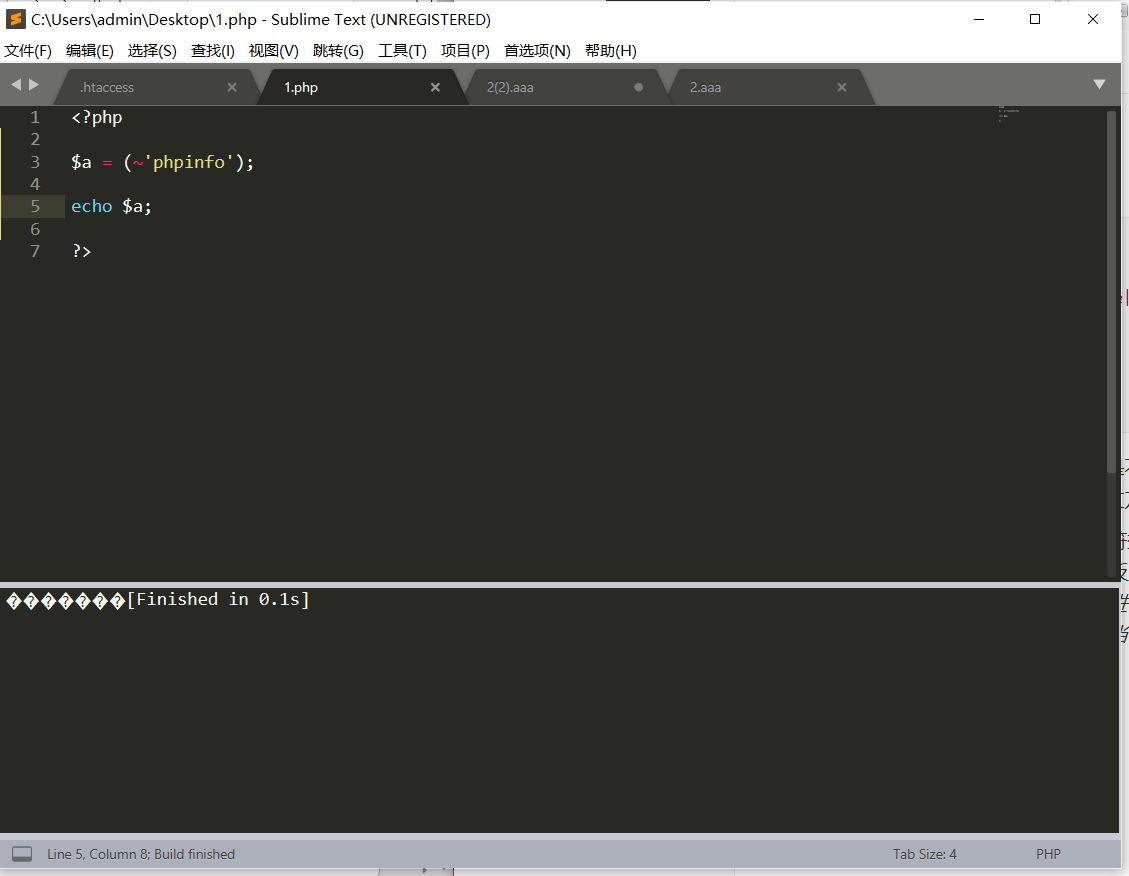 C:\Users\admin\Desktop\1.php - Sublime Text (UNREGISTERED)
文件(F) 编辑(E) 选择(S) 查找(I) 视图(V) 跳转(G) 工具(T) 项目(P) 首选项(N) 帮助(H)
.htaccess 1.php 2(2).aaa 2.aaa
1 <?php
2
3 $a = (~'phpinfo');
4
5 echo $a;
6
7 ?>
�������[Finished in 0.1s]
Line 5, Column 8; Build finished Tab Size: 4 PHP